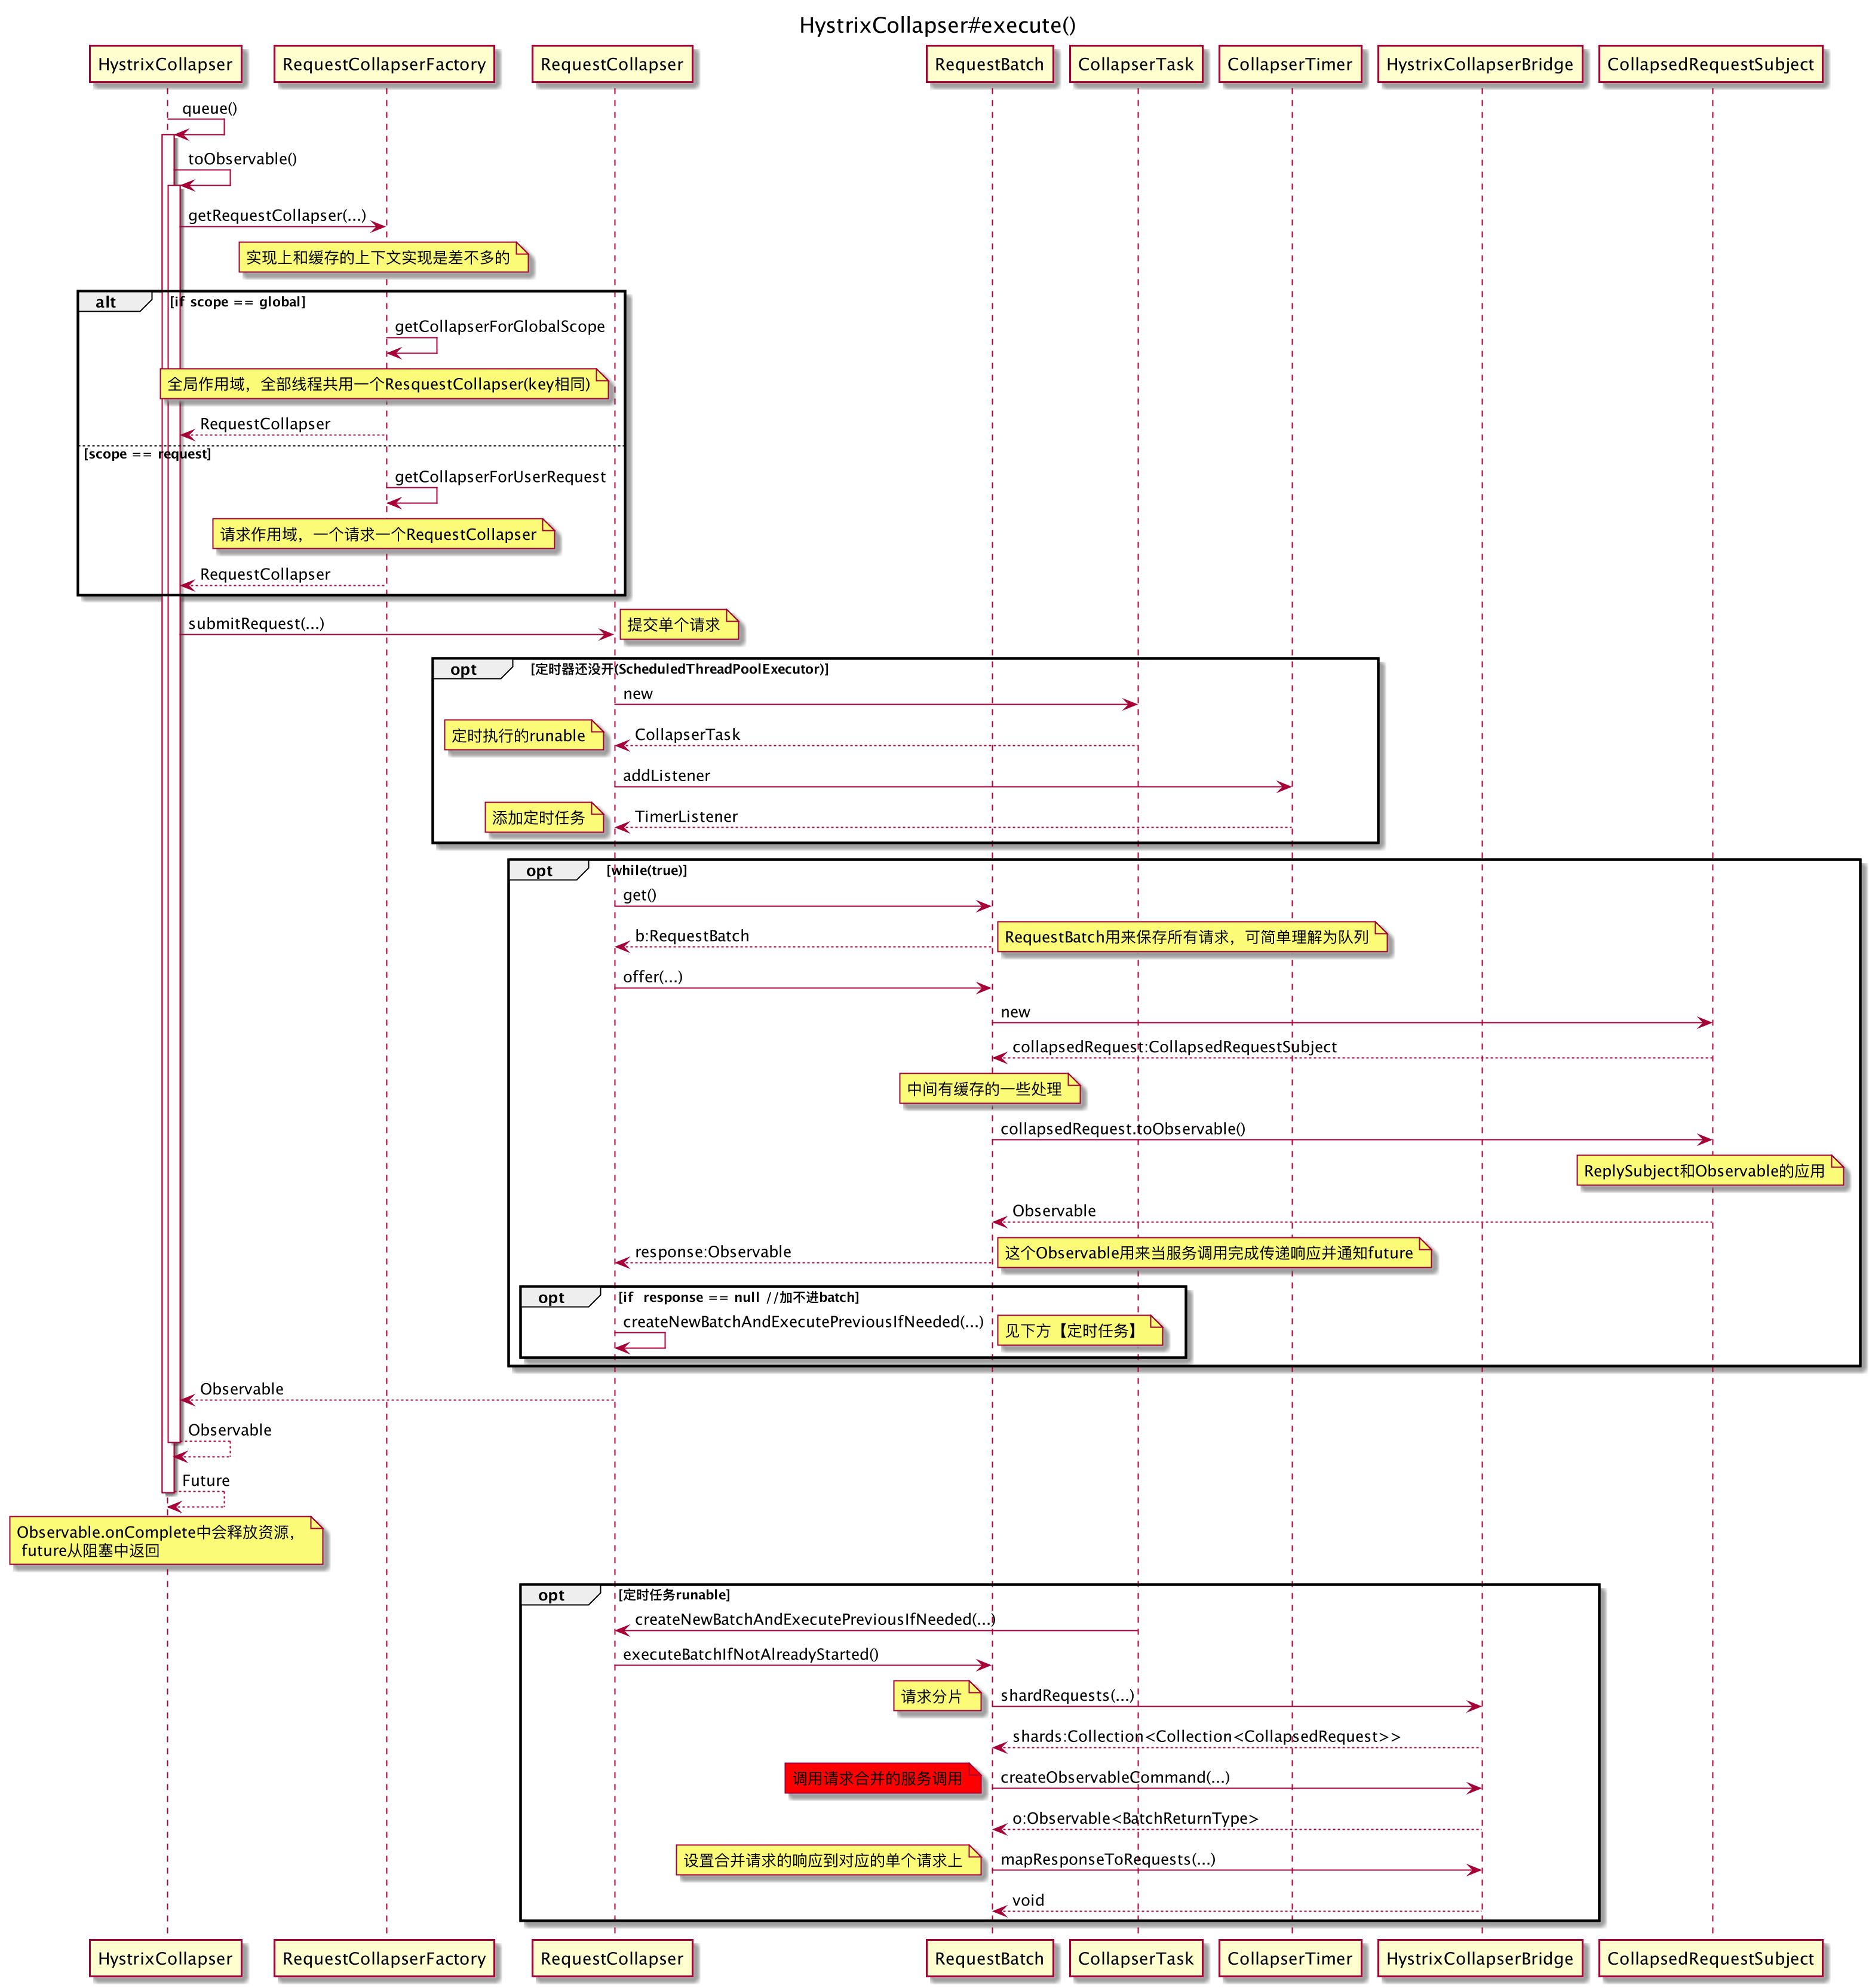 HystrixCollapser#execute()
HystrixCollapser
RequestCollapserFactory
RequestCollapser
RequestBatch
CollapserTask
CollapserTimer
HystrixCollapserBridge
CollapsedRequestSubject
queue()
toObservable()
getRequestCollapser(...)
实现上和缓存的上下文实现是差不多的
alt
[if scope == global]
getCollapserForGlobalScope
全局作用域，全部线程共用一个ResquestCollapser(key相同)
RequestCollapser
[scope == request]
getCollapserForUserRequest
请求作用域，一个请求一个RequestCollapser
RequestCollapser
submitRequest(...)
提交单个请求
opt
[定时器还没开(ScheduledThreadPoolExecutor)]
new
定时执行的runable
CollapserTask
addListener
添加定时任务
TimerListener
opt
[while(true)]
get()
b:RequestBatch
RequestBatch用来保存所有请求，可简单理解为队列
offer(...)
new
collapsedRequest:CollapsedRequestSubject
中间有缓存的一些处理
collapsedRequest.toObservable()
ReplySubject和Observable的应用
Observable
response:Observable
这个Observable用来当服务调用完成传递响应并通知future
opt
[if  response == null //加不进batch]
createNewBatchAndExecutePreviousIfNeeded(...)
见下方【定时任务】
Observable
Observable
Future
Observable.onComplete中会释放资源，
future从阻塞中返回
opt
[定时任务runable]
createNewBatchAndExecutePreviousIfNeeded(...)
executeBatchIfNotAlreadyStarted()
请求分片
shardRequests(...)
shards:Collection<Collection<CollapsedRequest>>
调用请求合并的服务调用
createObservableCommand(...)
o:Observable<BatchReturnType>
设置合并请求的响应到对应的单个请求上
mapResponseToRequests(...)
void
HystrixCollapser
RequestCollapserFactory
RequestCollapser
RequestBatch
CollapserTask
CollapserTimer
HystrixCollapserBridge
CollapsedRequestSubject